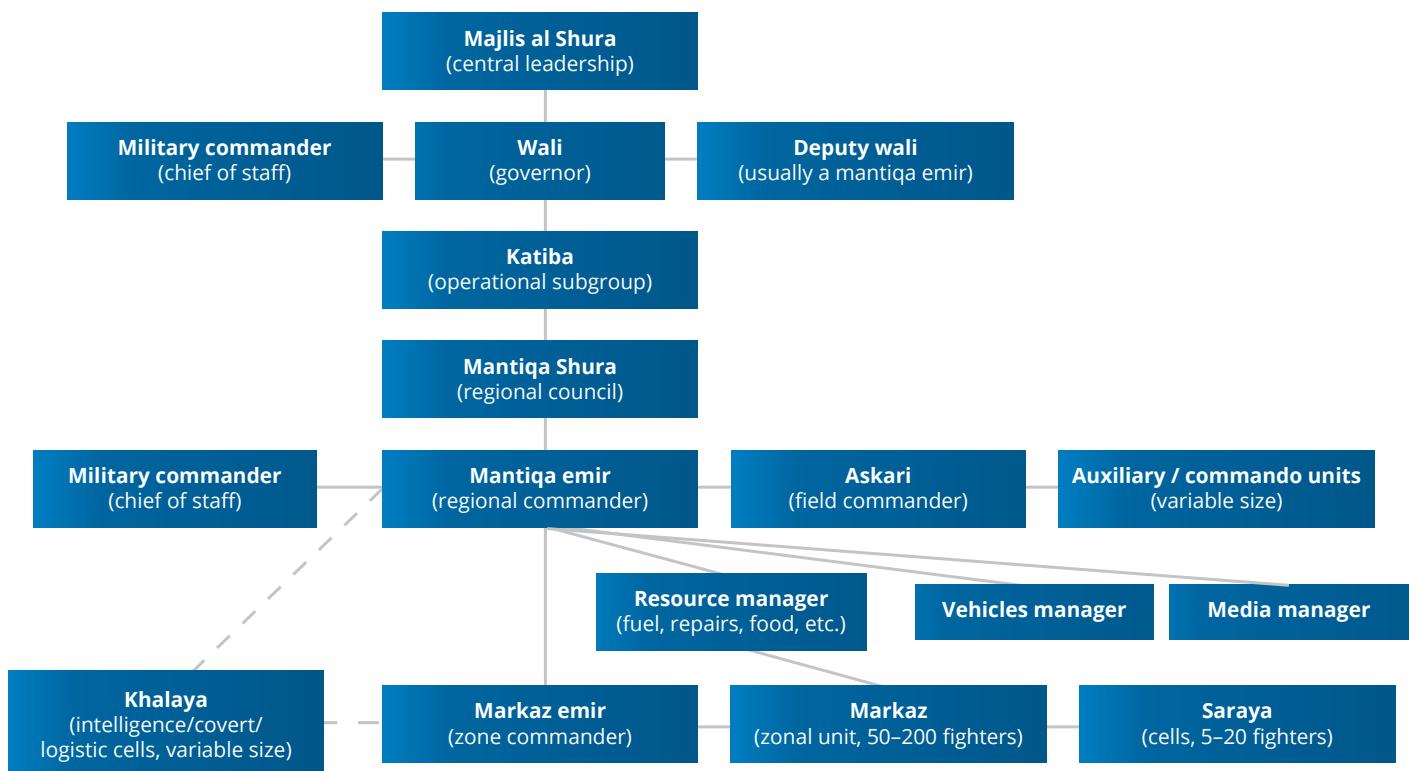 Majlis al Shura
(central leadership)
Military commander
(chief of staff)
Wali
(governor)
Deputy wali
(usually a mantiqa emir)
Katiba
(operational subgroup)
Mantiqa Shura
(regional council)
Military commander
(chief of staff)
Mantiqa emir
(regional commander)
Askari
(field commander)
Auxiliary / commando units
(variable size)
Resource manager
(fuel, repairs, food, etc.)
Vehicles manager
Media manager
Khalaya
(intelligence/covert/
logistic cells, variable size)
Markaz emir
(zone commander)
Markaz
(zonal unit, 50–200 fighters)
Saraya
(cells, 5–20 fighters)